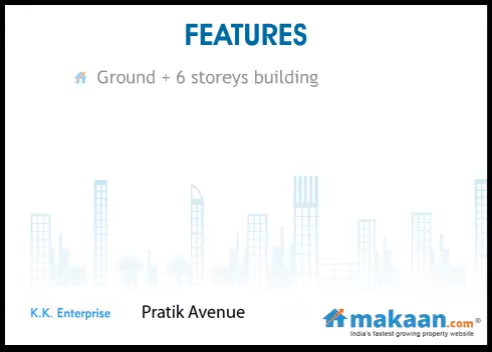 FEATURES
Ground + 6 storeys building
K.K. Enterprise
Pratik Avenue
makaan.com®
India's fastest growing property website